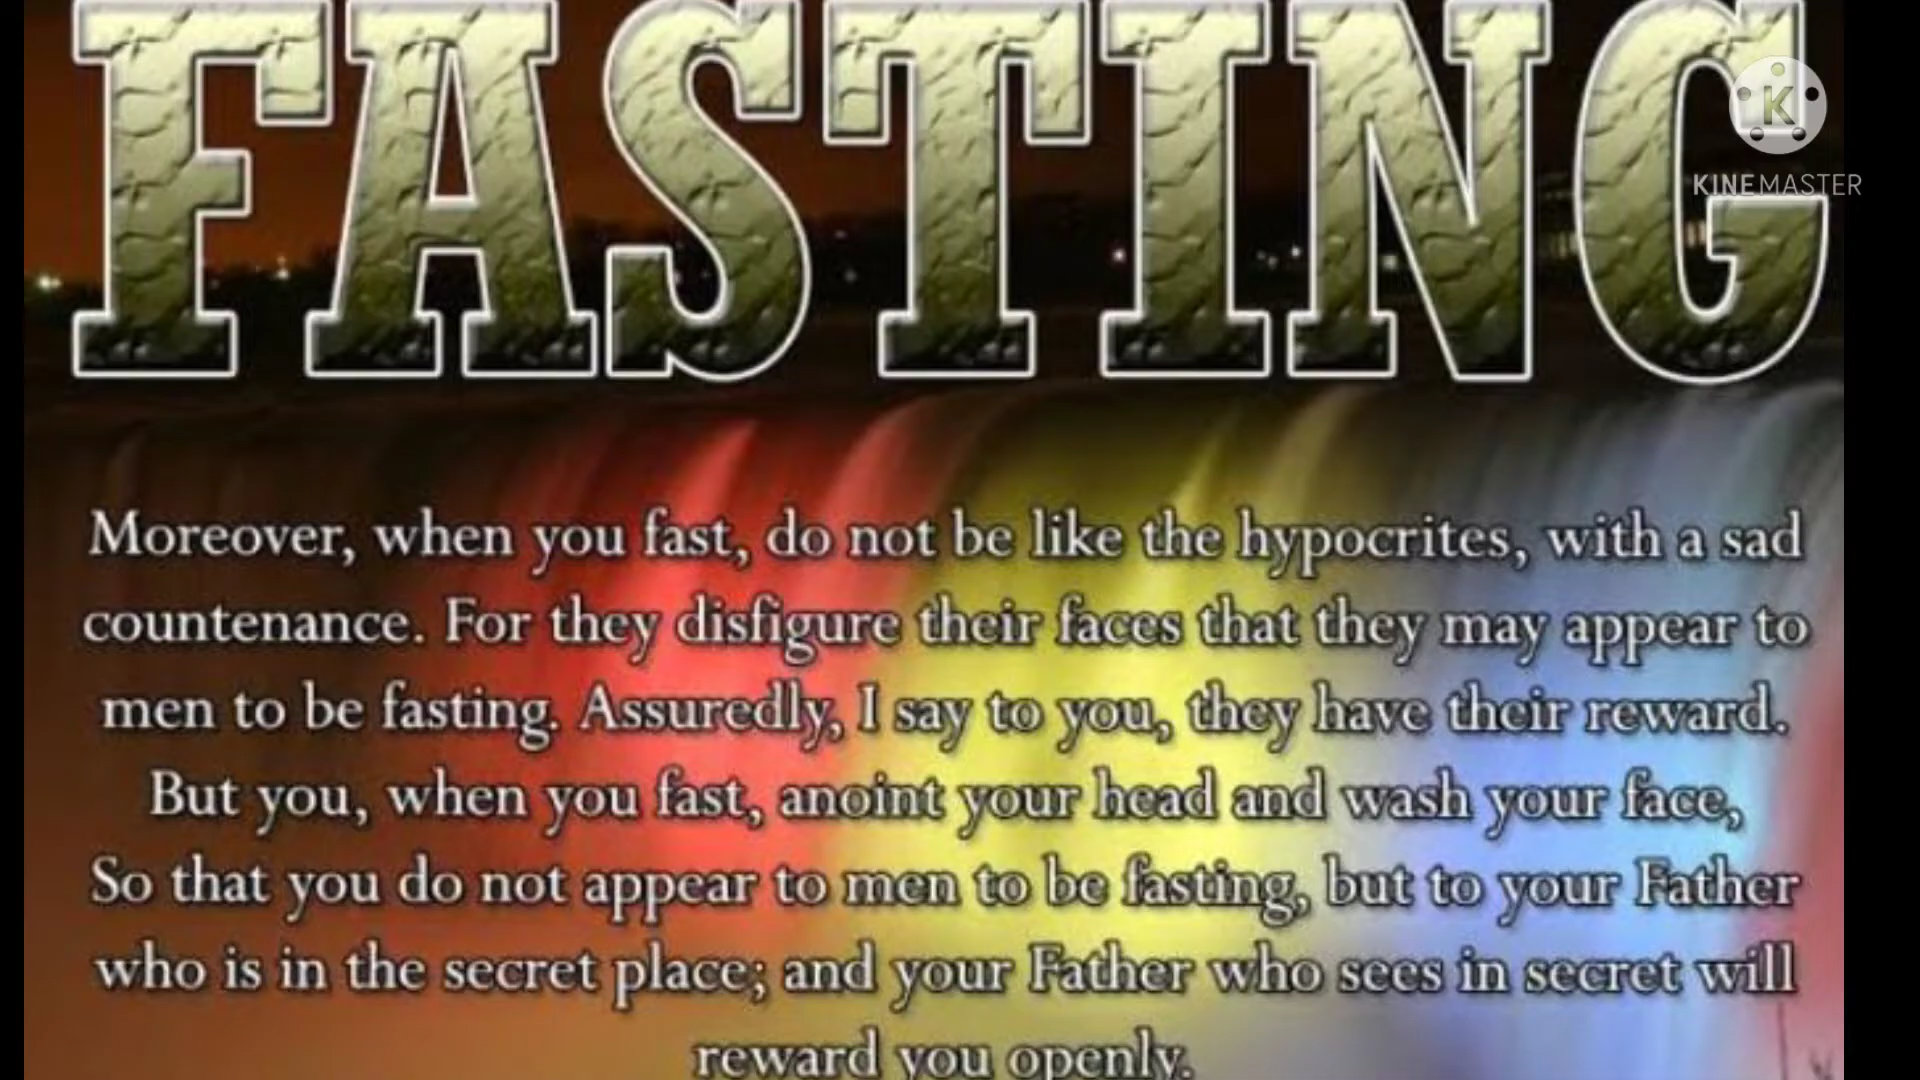 FASTING
K
KINEMASTER
Moreover, when you fast, do not be like the hypocrites, with a sad
countenance. For they disfigure their faces that they may appear to
men to be fasting. Assuredly, I say to you, they have their reward.
But you, when you fast, anoint your head and wash your face,
So that you do not appear to men to be fasting, but to your Father
who is in the secret place; and your Father who sees in secret will
reward you openly.